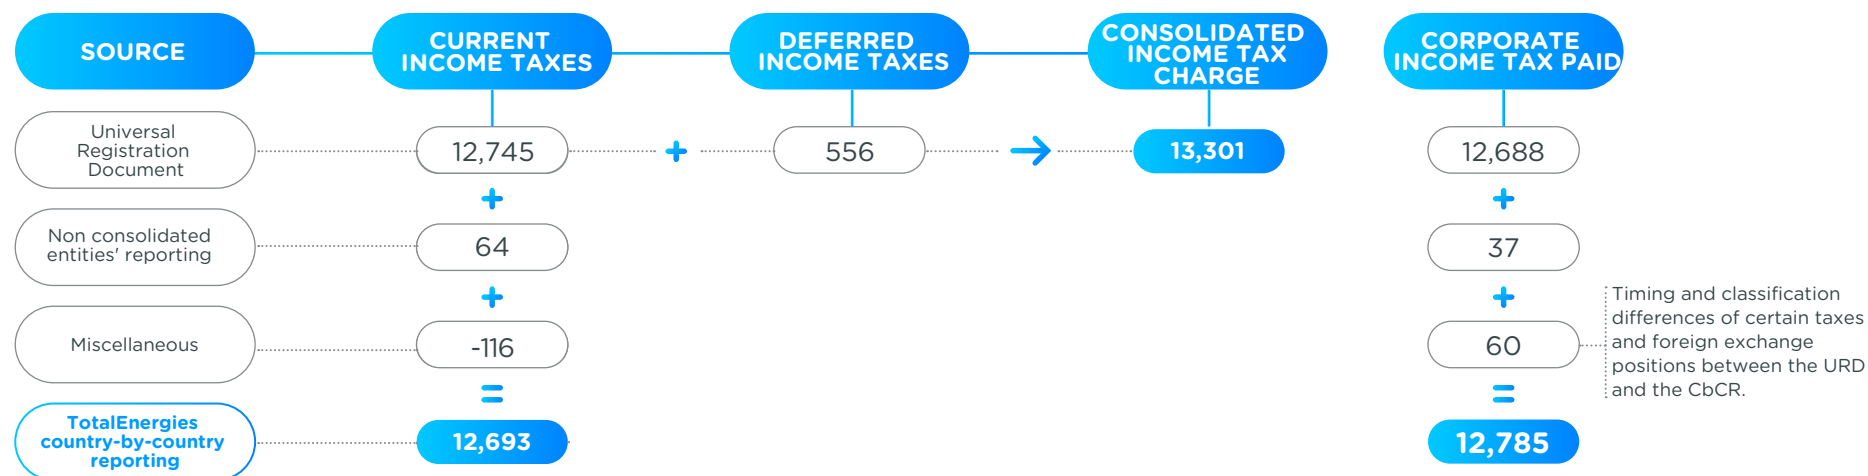 SOURCE
CURRENT
INCOME TAXES
DEFERRED
INCOME TAXES
CONSOLIDATED
INCOME TAX
CHARGE
CORPORATE
INCOME TAX PAID
Universal
Registration
Document
12,745
+
556
13,301
12,688
+
+
Non consolidated
entities' reporting
64
37
+
+
Miscellaneous
-116
60
Timing and classification
differences of certain taxes
and foreign exchange
positions between the URD
and the CbCR.
=
=
TotalEnergies
country-by-country
reporting
12,693
12,785